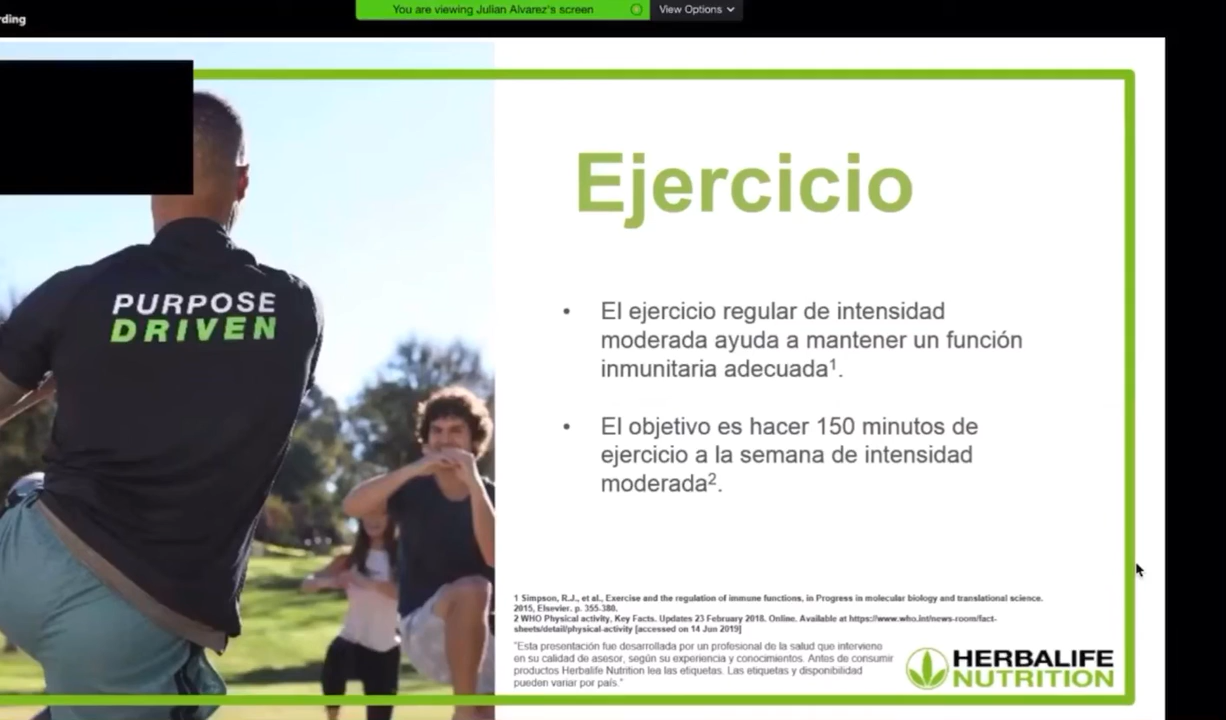 rding
You are viewing Julian Alvarez's screen
View Options
PURPOSE
DRIVEN
Ejercicio
• El ejercicio regular de intensidad
moderada ayuda a mantener un función
inmunitaria adecuada¹.
• El objetivo es hacer 150 minutos de
ejercicio a la semana de intensidad
moderada².
1 Simpson, R.J., et al., Exercise and the regulation of immune functions, in Progress in molecular biology and translational science.
2015, Elsevier. p. 355-380.
2 WHO Physical activity, Key Facts. Updates 23 February 2018. Online. Available at https://www.who.int/news-room/fact-
sheets/detail/physical-activity [accessed on 14 Jun 2019]
"Esta presentación fue desarrollada por un profesional de la salud que interviene
en su calidad de asesor, según su experiencia y conocimientos. Antes de consumir
productos Herbalife Nutrition lea las etiquetas. Las etiquetas y disponibilidad
pueden variar por país."
HERBALIFE
NUTRITION